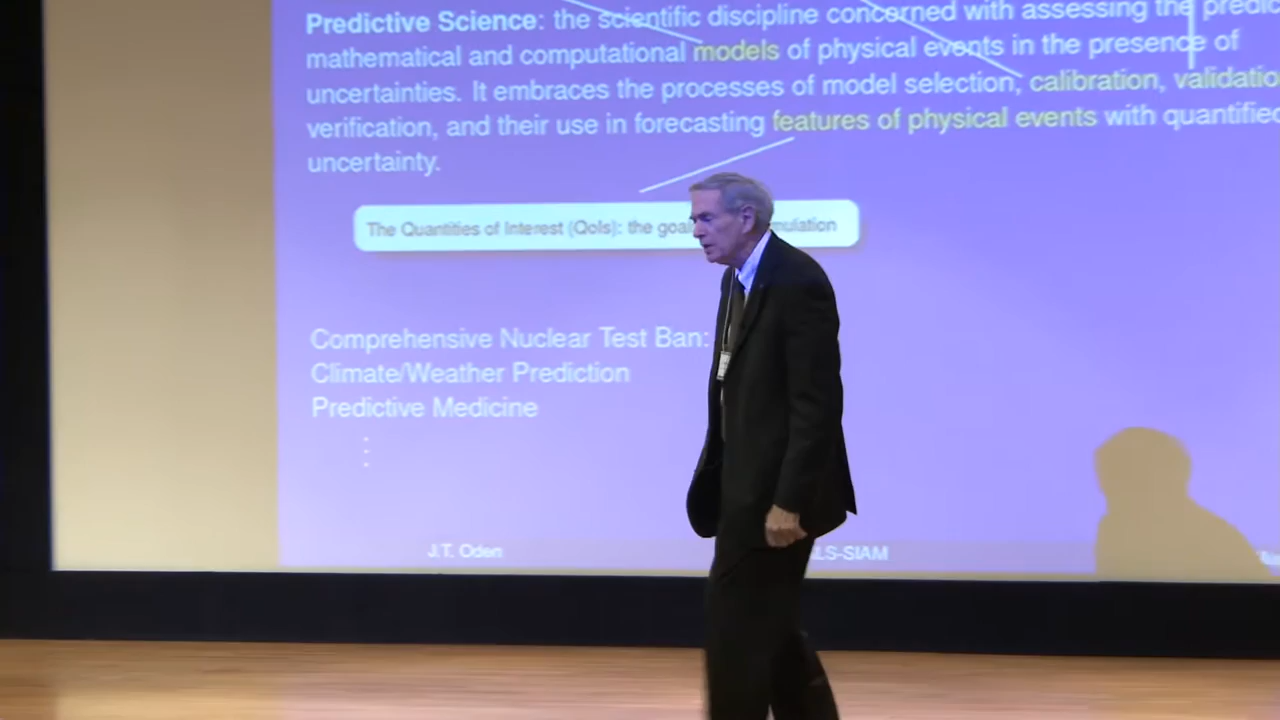 Predictive Science: the scientific discipline concerned with assessing the
mathematical and computational models of physical events in the presence of
uncertainties. It embraces the processes of model selection, calibration,
verification, and their use in forecasting features of physical events with quantified
uncertainty.
The Quantities of Interest (QoIs): the
Comprehensive Nuclear Test Ban:
Climate/Weather Prediction
Predictive Medicine
J.T. Oden
LS-SIAM